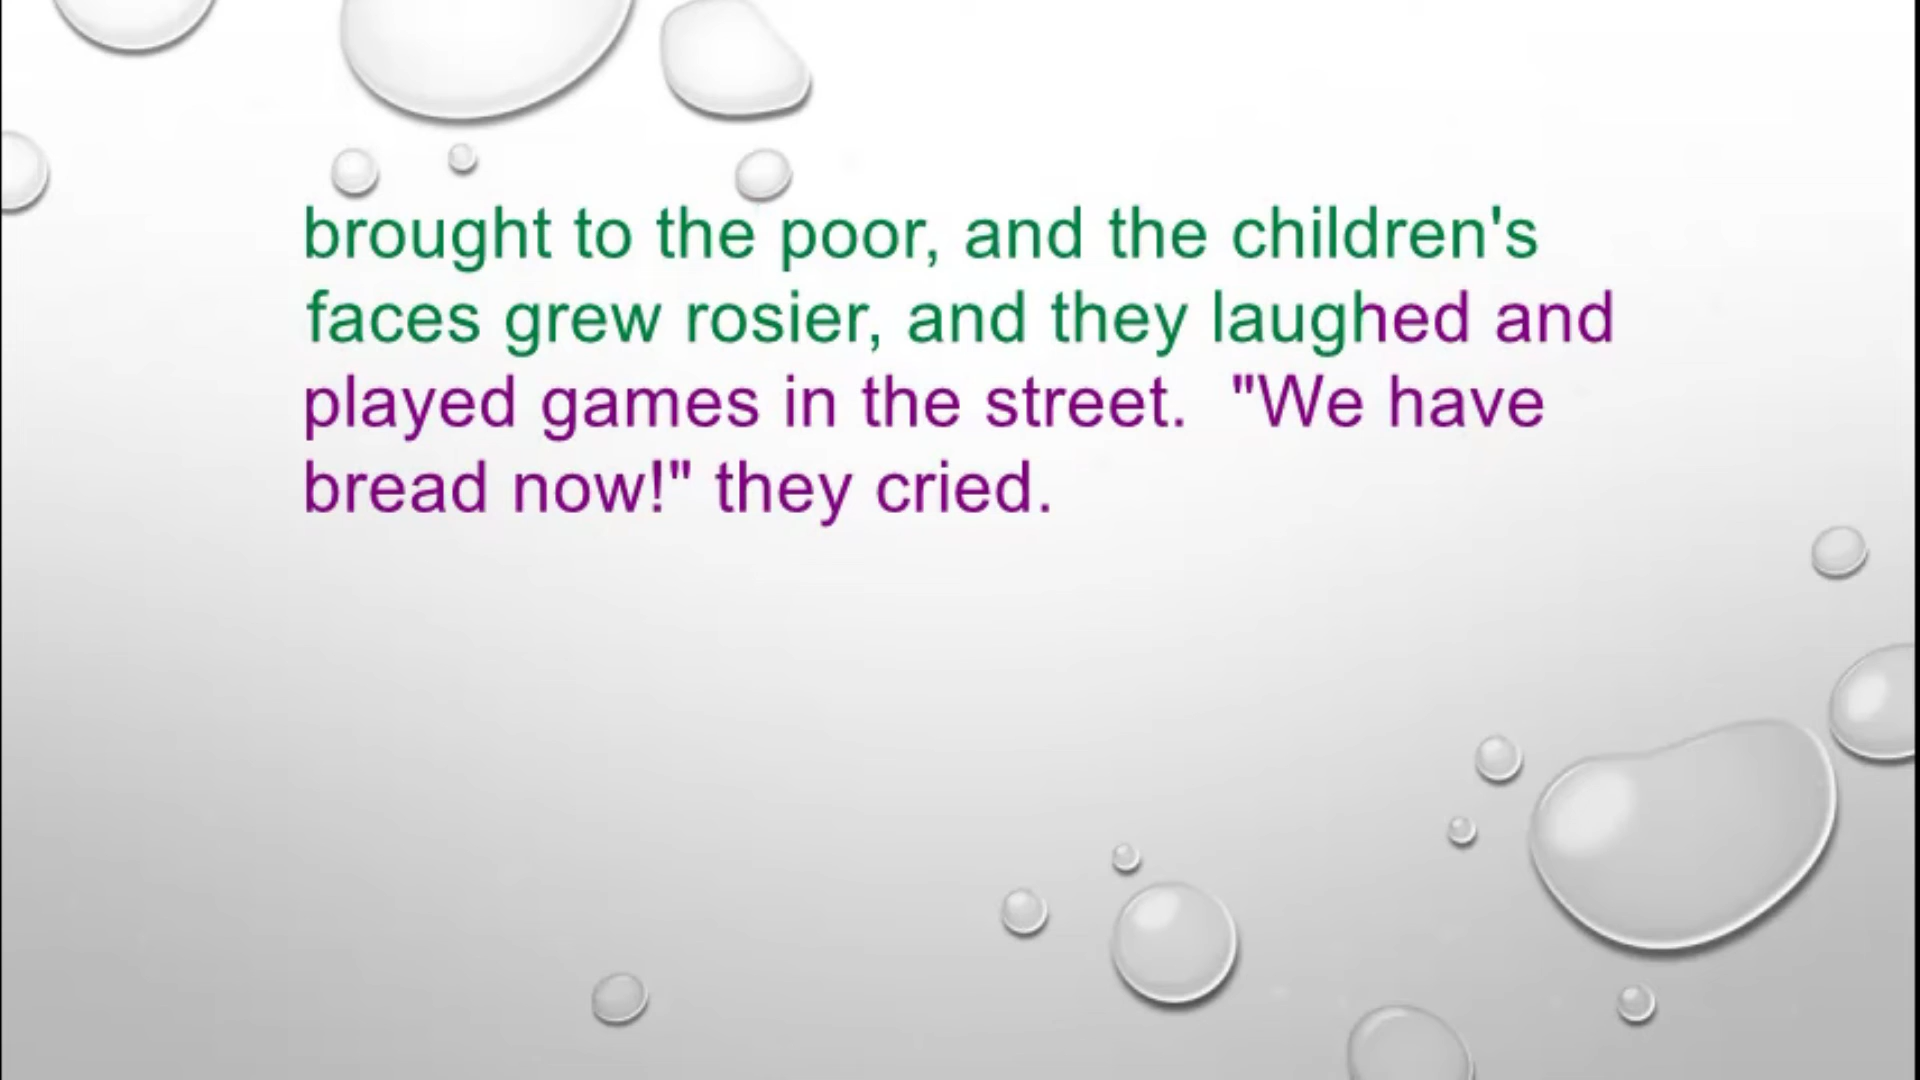 brought to the poor, and the children's
faces grew rosier, and they laughed and
played games in the street.  "We have
bread now!" they cried.